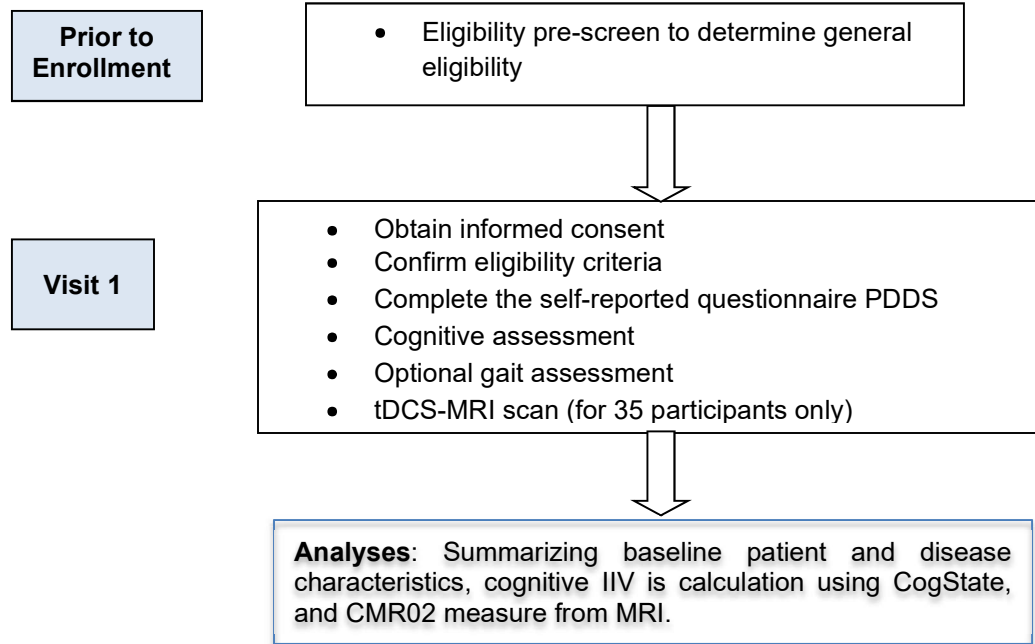 Prior to
Enrollment
• Eligibility pre-screen to determine general
eligibility
Visit 1
• Obtain informed consent
• Confirm eligibility criteria
• Complete the self-reported questionnaire PDDS
• Cognitive assessment
• Optional gait assessment
• tDCS-MRI scan (for 35 participants only)
Analyses: Summarizing baseline patient and disease
characteristics, cognitive IIV is calculation using CogState,
and CMR02 measure from MRI.